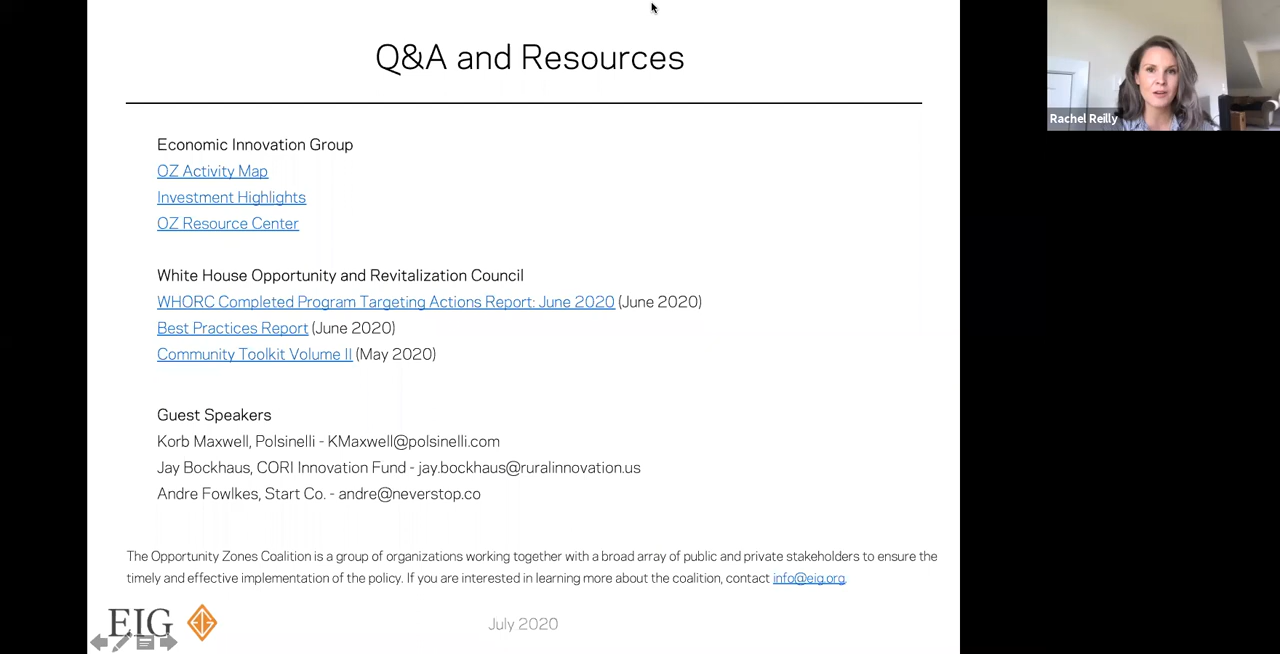 Q&A and Resources
Rachel Reilly
Economic Innovation Group
OZ Activity Map
Investment Highlights
OZ Resource Center
White House Opportunity and Revitalization Council
WHORC Completed Program Targeting Actions Report: June 2020 (June 2020)
Best Practices Report (June 2020)
Community Toolkit Volume II (May 2020)
Guest Speakers
Korb Maxwell, Polsinelli - KMaxwell@polsinelli.com
Jay Bockhaus, CORI Innovation Fund - jay.bockhaus@ruralinnovation.us
Andre Fowlkes, Start Co. - andre@neverstop.co
The Opportunity Zones Coalition is a group of organizations working together with a broad array of public and private stakeholders to ensure the
timely and effective implementation of the policy. If you are interested in learning more about the coalition, contact info@eig.org.
EIG EIG
July 2020